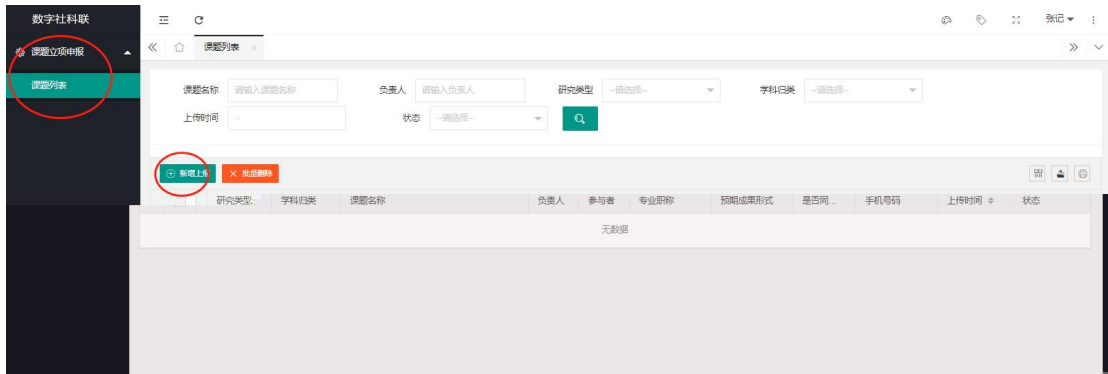 数字社科联
张记
课题立项申报
课题列表
课题列表 ×
课题名称 请输入课题名称 负责人 请输入负责人 研究类型 --请选择-- 学科归类 --请选择--
上传时间 - 状态 --请选择--
新增上报 批量删除
研究类型.. 学科归类 课题名称 负责人 参与者 专业职称 预期成果形式 是否同... 手机号码 上传时间 状态
无数据